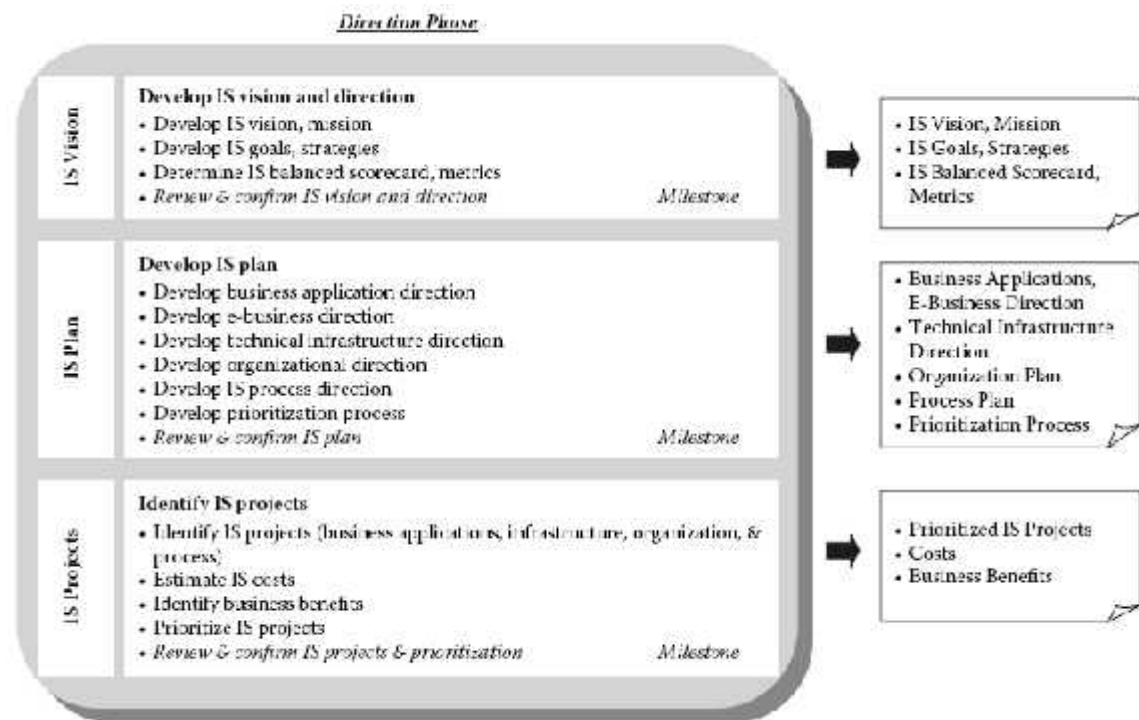 Direction Phase
IS Vision
Develop IS vision and direction
• Develop IS vision, mission
• Develop IS goals, strategies
• Determine IS balanced scorecard, metrics
• Review & confirm IS vision and direction Milestone
• IS Vision, Mission
• IS Goals, Strategies
• IS Balanced Scorecard,
Metrics
IS Plan
Develop IS plan
• Develop business application direction
• Develop e-business direction
• Develop technical infrastructure direction
• Develop organizational direction
• Develop IS process direction
• Develop prioritization process
• Review & confirm IS plan Milestone
• Business Applications,
E-Business Direction
• Technical Infrastructure
Direction
• Organization Plan
• Process Plan
• Prioritization Process
IS Projects
Identify IS projects
• Identify IS projects (business applications, infrastructure, organization, &
process)
• Estimate IS costs
• Identify business benefits
• Prioritize IS projects
• Review & confirm IS projects & prioritization Milestone
• Prioritized IS Projects
• Costs
• Business Benefits